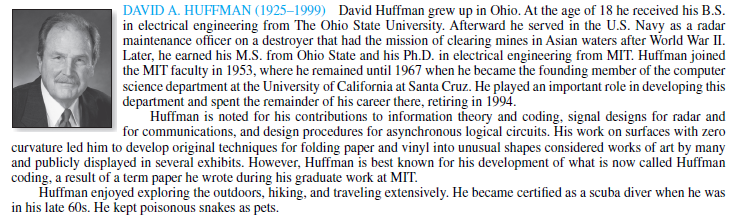 DAVID A. HUFFMAN (1925–1999) David Huffman grew up in Ohio. At the age of 18 he received his B.S.
in electrical engineering from The Ohio State University. Afterward he served in the U.S. Navy as a radar
maintenance officer on a destroyer that had the mission of clearing mines in Asian waters after World War II.
Later, he earned his M.S. from Ohio State and his Ph.D. in electrical engineering from MIT. Huffman joined
the MIT faculty in 1953, where he remained until 1967 when he became the founding member of the computer
science department at the University of California at Santa Cruz. He played an important role in developing this
department and spent the remainder of his career there, retiring in 1994.
Huffman is noted for his contributions to information theory and coding, signal designs for radar and
for communications, and design procedures for asynchronous logical circuits. His work on surfaces with zero
curvature led him to develop original techniques for folding paper and vinyl into unusual shapes considered works of art by many
and publicly displayed in several exhibits. However, Huffman is best known for his development of what is now called Huffman
coding, a result of a term paper he wrote during his graduate work at MIT.
Huffman enjoyed exploring the outdoors, hiking, and traveling extensively. He became certified as a scuba diver when he was
in his late 60s. He kept poisonous snakes as pets.